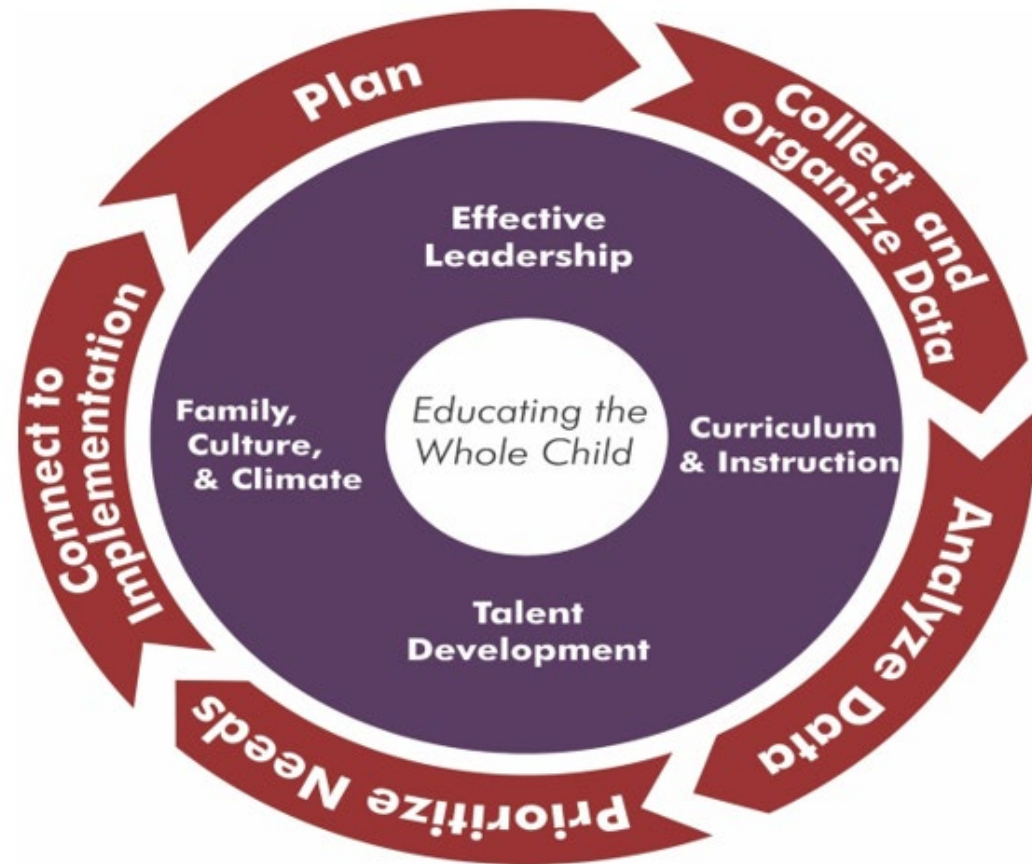 Plan
Collect and
Organize Data
Analyze Data
Prioritize Needs
Connect to
Implementation
Effective
Leadership
Curriculum
& Instruction
Talent
Development
Family,
Culture,
& Climate
Educating the
Whole Child